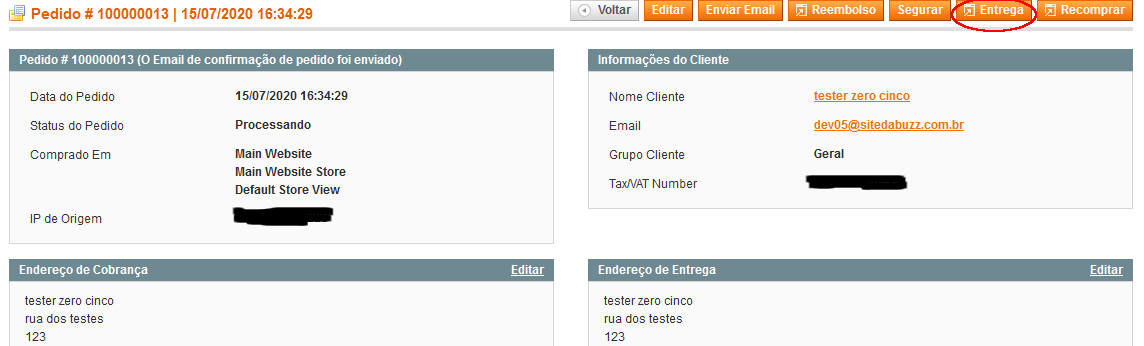 Pedido # 100000013 | 15/07/2020 16:34:29
Voltar
Editar
Enviar Email
Reembolso
Segurar
Entrega
Recomprar
Pedido # 100000013 (O Email de confirmação de pedido foi enviado)
Data do Pedido 15/07/2020 16:34:29
Status do Pedido Processando
Comprado Em Main Website
Main Website Store
Default Store View
IP de Origem
Informações do Cliente
Nome Cliente tester zero cinco
Email dev05@sitedabuzz.com.br
Grupo Cliente Geral
Tax/VAT Number
Endereço de Cobrança Editar
tester zero cinco
rua dos testes
123
Endereço de Entrega Editar
tester zero cinco
rua dos testes
123